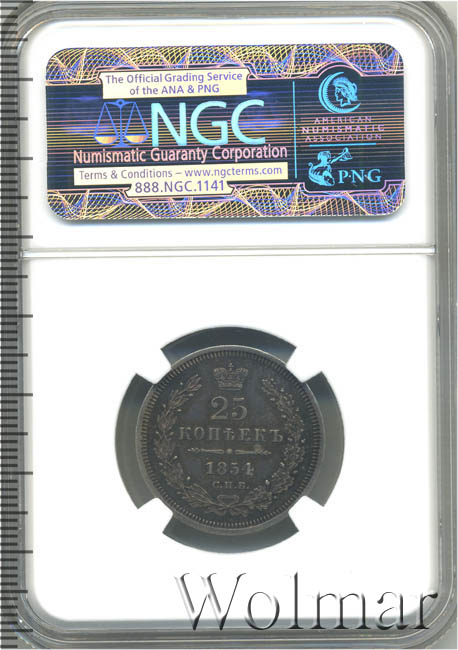 The Official Grading Service
of the ANA & PNG
NGC
Numismatic Guaranty Corporation
Terms & Conditions – www.ngcterms.com
888.NGC.1141
AMERICAN
NUMISMATIC
ASSOCIATION
PNG
25
КОПѢЕКЪ
1854
С.П.Б.
Wolmar